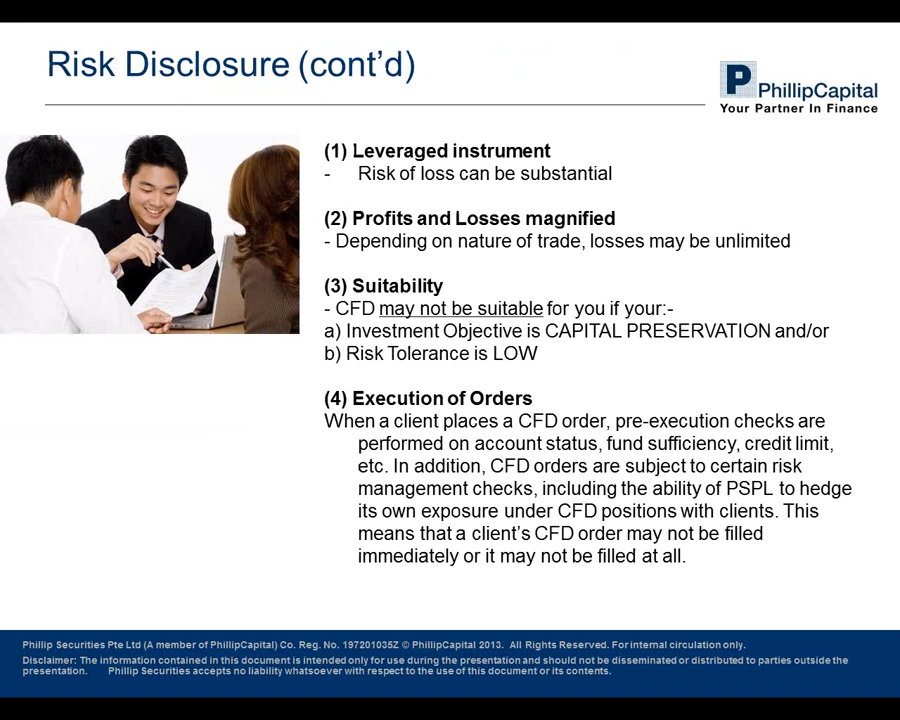 Risk Disclosure (cont’d)
P PhillipCapital
Your Partner In Finance
(1) Leveraged instrument
- Risk of loss can be substantial
(2) Profits and Losses magnified
- Depending on nature of trade, losses may be unlimited
(3) Suitability
- CFD may not be suitable for you if your:-
a) Investment Objective is CAPITAL PRESERVATION and/or
b) Risk Tolerance is LOW
(4) Execution of Orders
When a client places a CFD order, pre-execution checks are
performed on account status, fund sufficiency, credit limit,
etc. In addition, CFD orders are subject to certain risk
management checks, including the ability of PSPL to hedge
its own exposure under CFD positions with clients. This
means that a client’s CFD order may not be filled
immediately or it may not be filled at all.
Phillip Securities Pte Ltd (A member of PhillipCapital) Co. Reg. No. 197201035Z © PhillipCapital 2013. All Rights Reserved. For internal circulation only.
Disclaimer: The information contained in this document is intended only for use during the presentation and should not be disseminated or distributed to parties outside the
presentation. Phillip Securities accepts no liability whatsoever with respect to the use of this document or its contents.